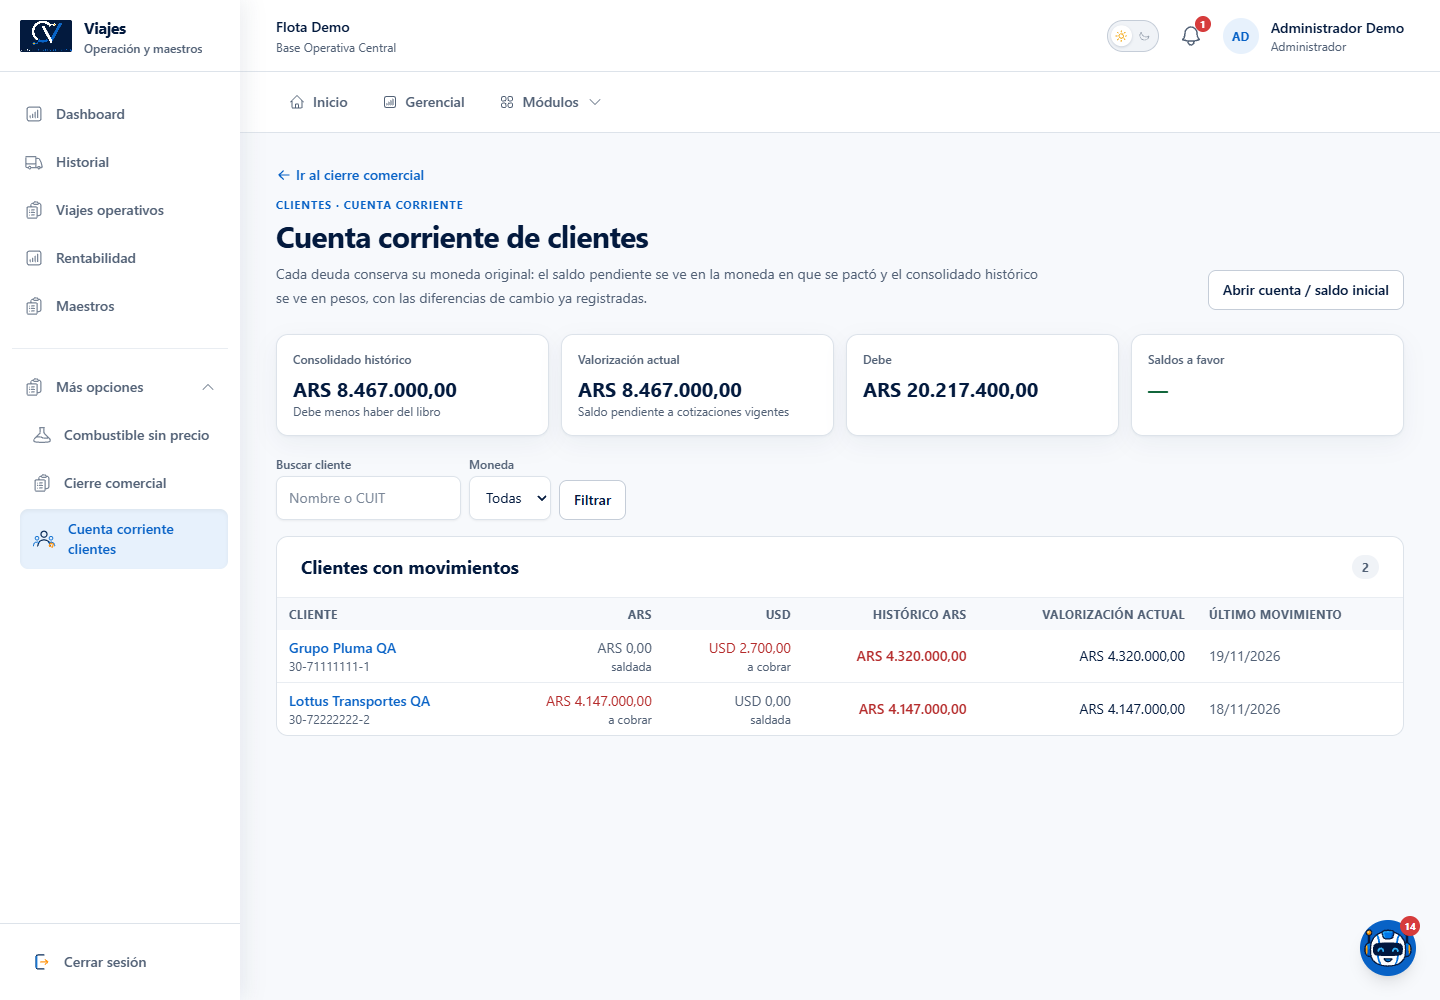 Viajes
Operación y maestros
Flota Demo
Base Operativa Central
1
AD
Administrador Demo
Administrador
Inicio
Gerencial
Módulos
Dashboard
Historial
Viajes operativos
Rentabilidad
Maestros
Más opciones
Combustible sin precio
Cierre comercial
Cuenta corriente
clientes
Cerrar sesión
← Ir al cierre comercial
CLIENTES · CUENTA CORRIENTE
Cuenta corriente de clientes
Cada deuda conserva su moneda original: el saldo pendiente se ve en la moneda en que se pactó y el consolidado histórico
se ve en pesos, con las diferencias de cambio ya registradas.
Abrir cuenta / saldo inicial
Consolidado histórico
ARS 8.467.000,00
Debe menos haber del libro
Valorización actual
ARS 8.467.000,00
Saldo pendiente a cotizaciones vigentes
Debe
ARS 20.217.400,00
Saldos a favor
—
Buscar cliente
Moneda
Nombre o CUIT
Todas
Filtrar
Clientes con movimientos
2
CLIENTE ARS USD HISTÓRICO ARS VALORIZACIÓN ACTUAL ÚLTIMO MOVIMIENTO
Grupo Pluma QA ARS 0,00 USD 2.700,00 ARS 4.320.000,00 ARS 4.320.000,00 19/11/2026
30-71111111-1 saldada a cobrar
Lottus Transportes QA ARS 4.147.000,00 USD 0,00 ARS 4.147.000,00 ARS 4.147.000,00 18/11/2026
30-72222222-2 a cobrar saldada
14